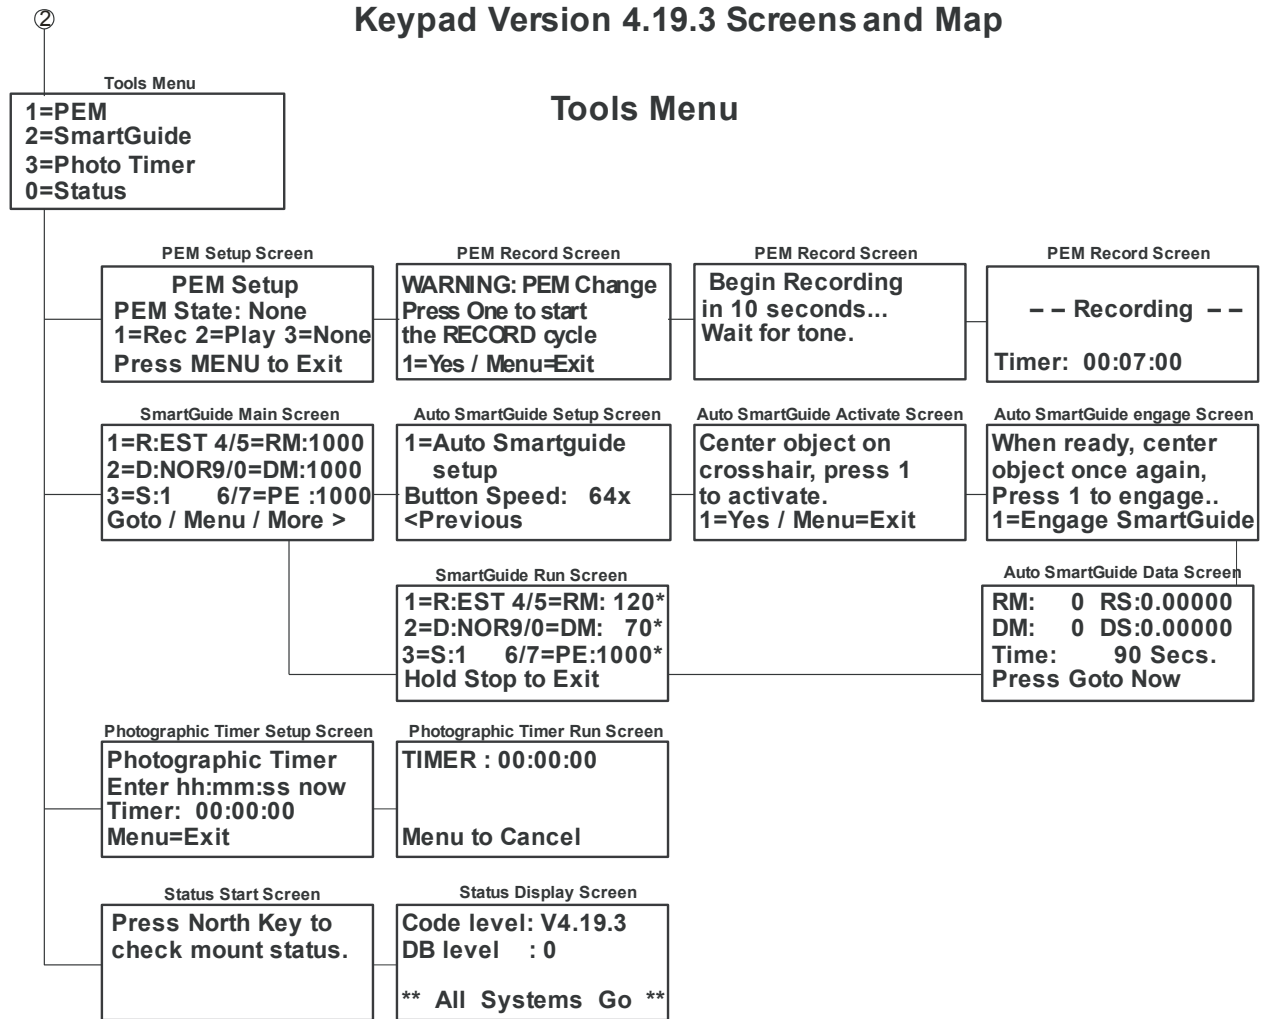 ②
Keypad Version 4.19.3 Screens and Map
Tools Menu
1=PEM
2=SmartGuide
3=Photo Timer
0=Status
Tools Menu
PEM Setup Screen
PEM Setup
PEM State: None
1=Rec 2=Play 3=None
Press MENU to Exit
PEM Record Screen
WARNING: PEM Change
Press One to start
the RECORD cycle
1=Yes / Menu=Exit
PEM Record Screen
Begin Recording
in 10 seconds...
Wait for tone.
PEM Record Screen
– – Recording – –
Timer: 00:07:00
SmartGuide Main Screen
1=R:EST 4/5=RM:1000
2=D:NOR9/0=DM:1000
3=S:1 6/7=PE :1000
Goto / Menu / More >
Auto SmartGuide Setup Screen
1=Auto Smartguide
setup
Button Speed: 64x
<Previous
Auto SmartGuide Activate Screen
Center object on
crosshair, press 1
to activate.
1=Yes / Menu=Exit
Auto SmartGuide engage Screen
When ready, center
object once again,
Press 1 to engage..
1=Engage SmartGuide
SmartGuide Run Screen
1=R:EST 4/5=RM: 120*
2=D:NOR9/0=DM: 70*
3=S:1 6/7=PE:1000*
Hold Stop to Exit
Auto SmartGuide Data Screen
RM: 0 RS:0.00000
DM: 0 DS:0.00000
Time: 90 Secs.
Press Goto Now
Photographic Timer Setup Screen
Photographic Timer
Enter hh:mm:ss now
Timer: 00:00:00
Menu=Exit
Photographic Timer Run Screen
TIMER : 00:00:00
Menu to Cancel
Status Start Screen
Press North Key to
check mount status.
Status Display Screen
Code level: V4.19.3
DB level : 0
** All Systems Go **